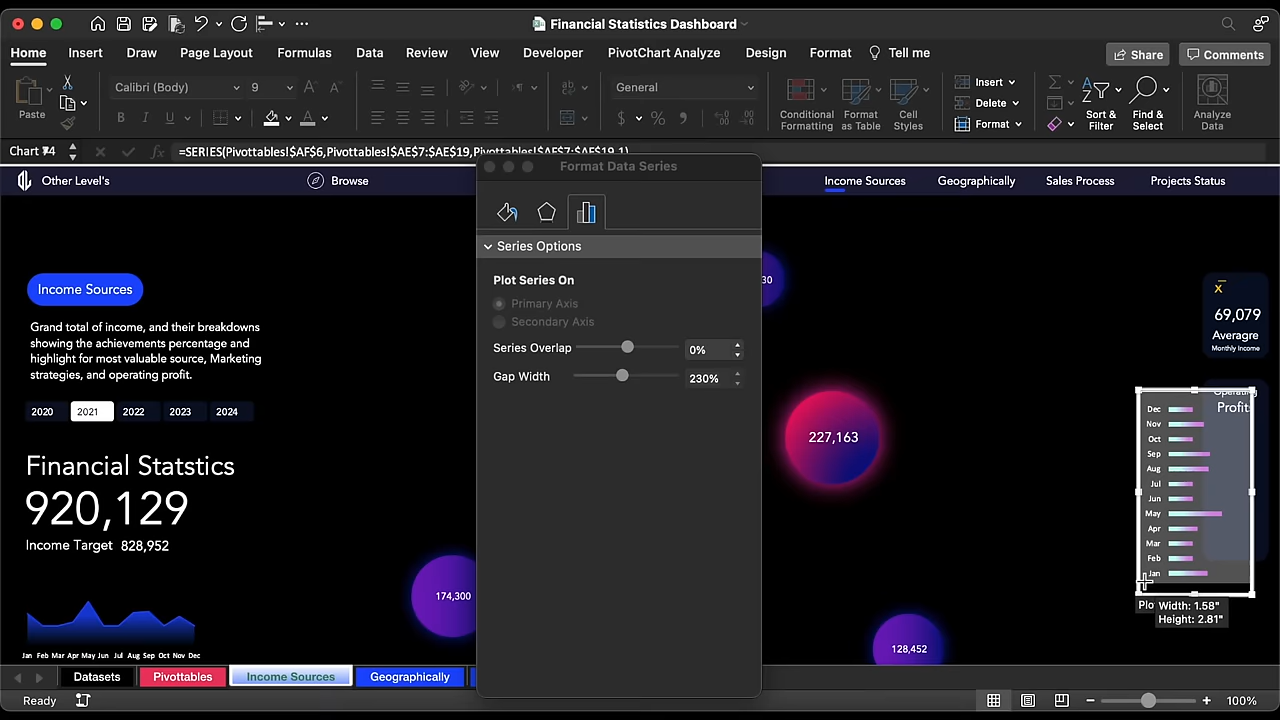 Financial Statistics Dashboard
Home Insert Draw Page Layout Formulas Data Review View Developer PivotChart Analyze Design Format Tell me
Share Comments
Paste
Calibri (Body) 9
B I U
General
Conditional Formatting
Format as Table
Cell Styles
Insert
Delete
Format
Sort & Filter
Find & Select
Analyze Data
fx =SERIES(Pivottables!$AF$6,Pivottables!$AE$7:$AE$19,Pivottables!$AF$7:$AF$19,1)
Other Level's Browse Income Sources Geographically Sales Process Projects Status
Format Data Series
Series Options
Plot Series On
Primary Axis
Secondary Axis
Series Overlap 0%
Gap Width 230%
Income Sources
Grand total of income, and their breakdowns
showing the achievements percentage and
highlight for most valuable source, Marketing
strategies, and operating profit.
2020 2021 2022 2023 2024
Financial Statstics
920,129
Income Target 828,952
Jan Feb Mar Apr May Jun Jul Aug Sep Oct Nov Dec
174,300
30
227,163
128,452
x
69,079
Averagre
Monthly Income
Operating
Profit
Dec
Nov
Oct
Sep
Aug
Jul
Jun
May
Apr
Mar
Feb
Jan
Plo
Width: 1.58"
Height: 2.81"
Datasets Pivottables Income Sources Geographically
Ready 100%